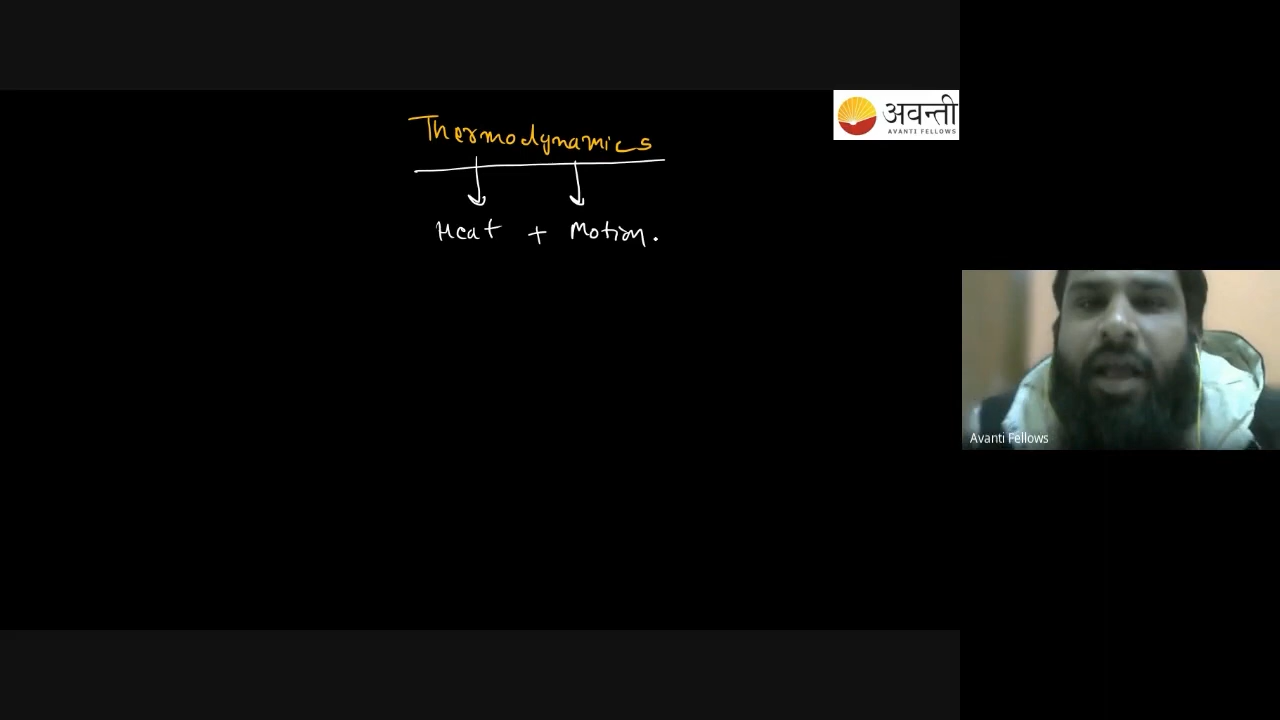 Thermodynamics
Heat + Motion.
अवन्ती
AVANTI FELLOWS
Avanti Fellows